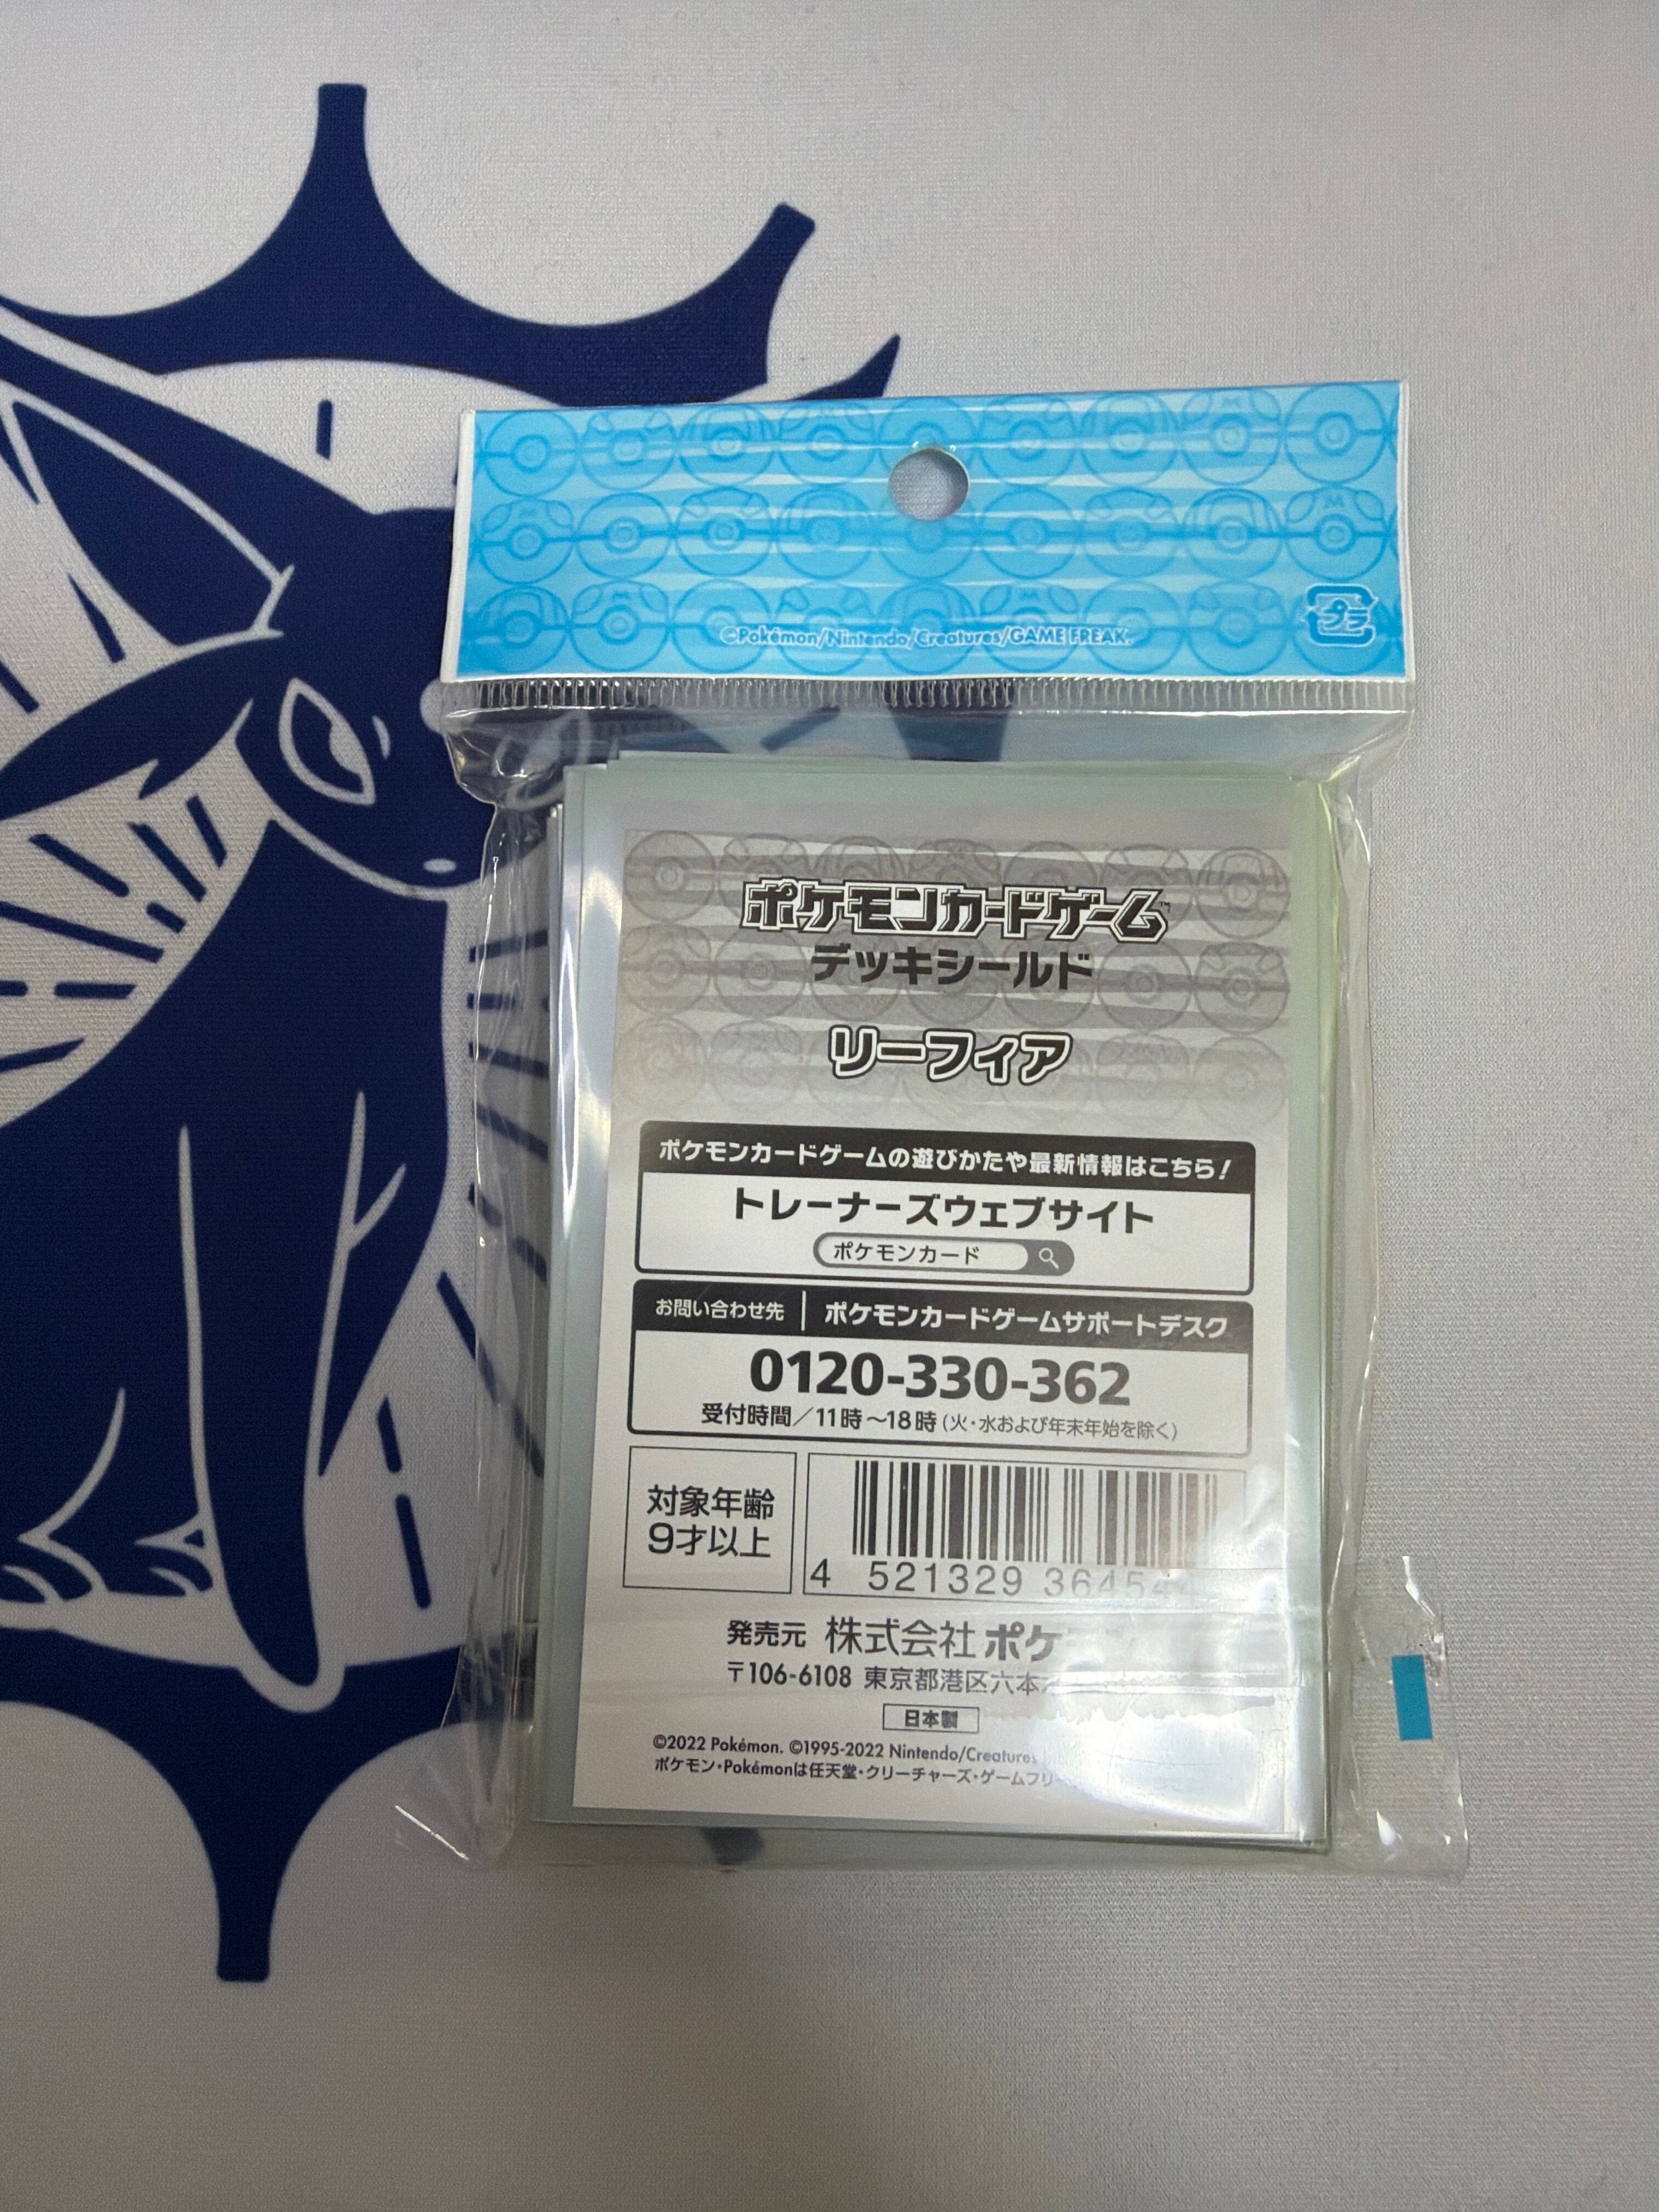 ©Pokémon/Nintendo/Creatures/GAME FREAK.
プラ
ポケモンカードゲーム™
デッキシールド
リーフィア
ポケモンカードゲームの遊びかたや最新情報はこちら!
トレーナーズウェブサイト
ポケモンカード
お問い合わせ先 ポケモンカードゲームサポートデスク
0120-330-362
受付時間/11時~18時(火・水および年末年始を除く)
対象年齢
9才以上
4 521329 364544
発売元 株式会社ポケ
〒106-6108 東京都港区六本
日本製
©2022 Pokémon. ©1995-2022 Nintendo/Creatures
ポケモン・Pokémonは任天堂・クリーチャーズ・ゲームフリー